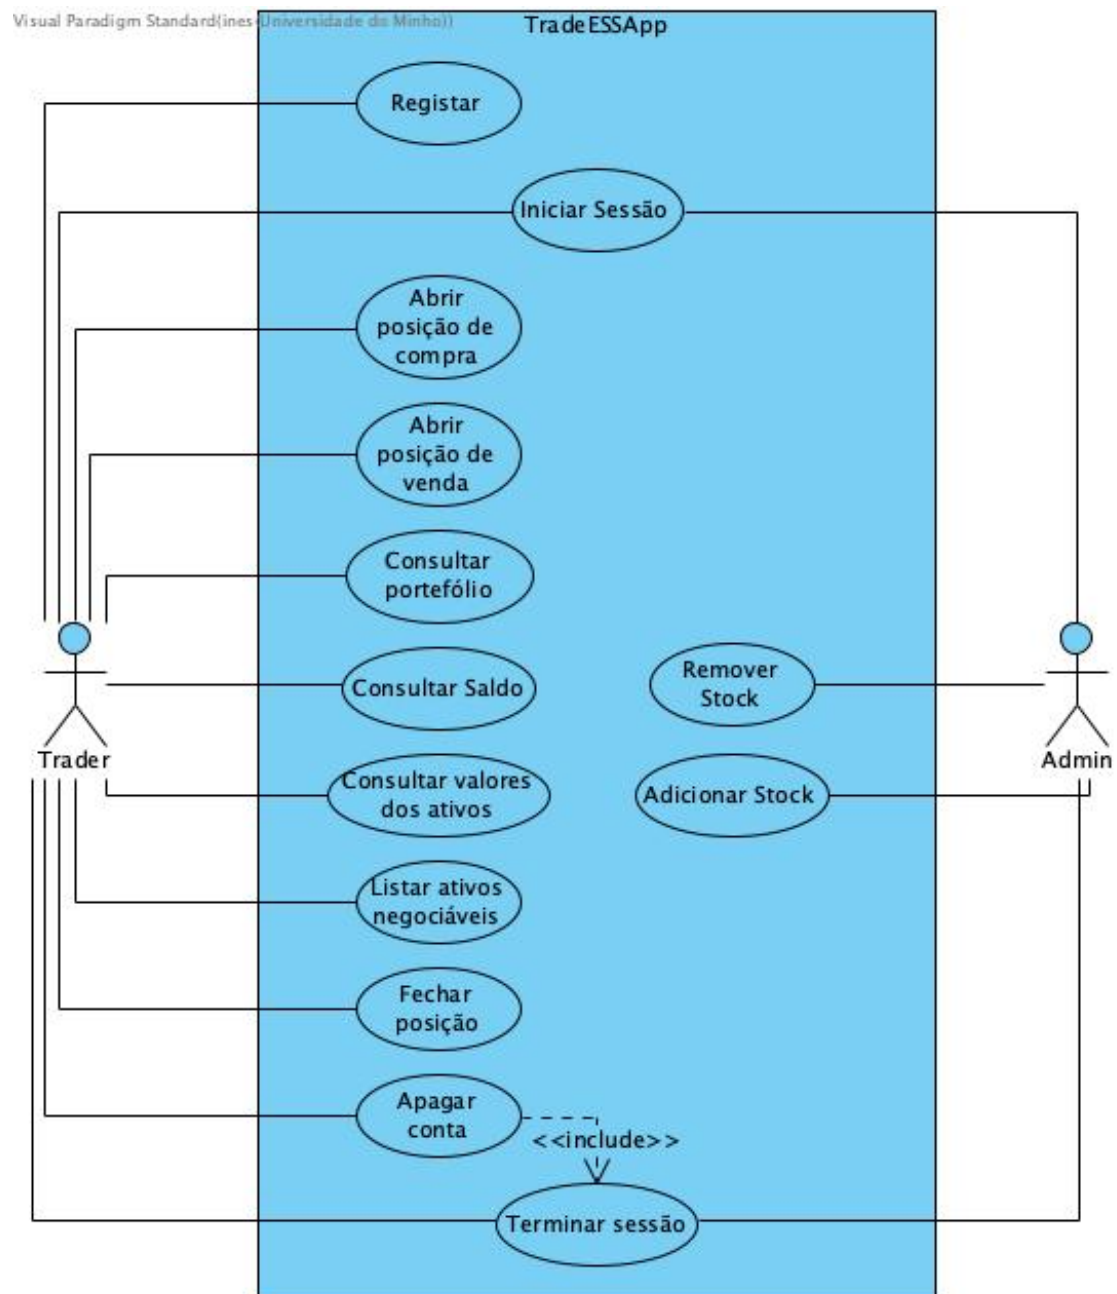 Visual Paradigm Standard(ines(Universidade do Minho))
TradeESSApp
Registar
Iniciar Sessão
Abrir
posição de
compra
Abrir
posição de
venda
Consultar
portefólio
Consultar Saldo
Remover
Stock
Trader
Admin
Consultar valores
dos ativos
Adicionar Stock
Listar ativos
negociáveis
Fechar
posição
Apagar
conta
<<include>>
Terminar sessão